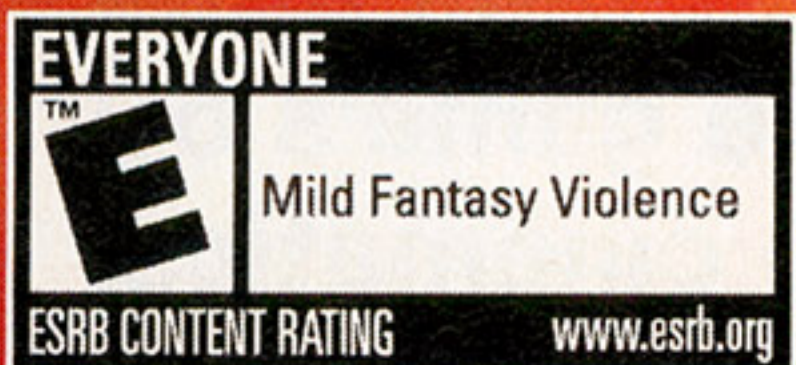 EVERYONE
TM
E
Mild Fantasy Violence
ESRB CONTENT RATING www.esrb.org